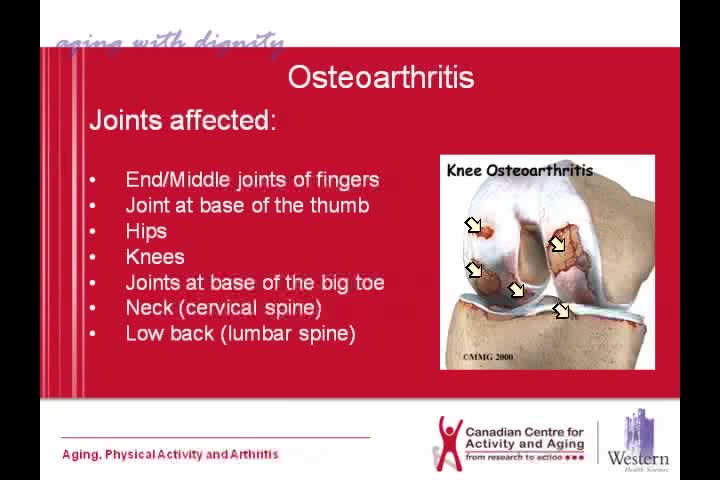 aging with dignity
Osteoarthritis
Joints affected:
• End/Middle joints of fingers
• Joint at base of the thumb
• Hips
• Knees
• Joints at base of the big toe
• Neck (cervical spine)
• Low back (lumbar spine)
Knee Osteoarthritis
©MMG 2000
Aging, Physical Activity and Arthritis
Canadian Centre for
Activity and Aging
from research to action
Western
Health Sciences